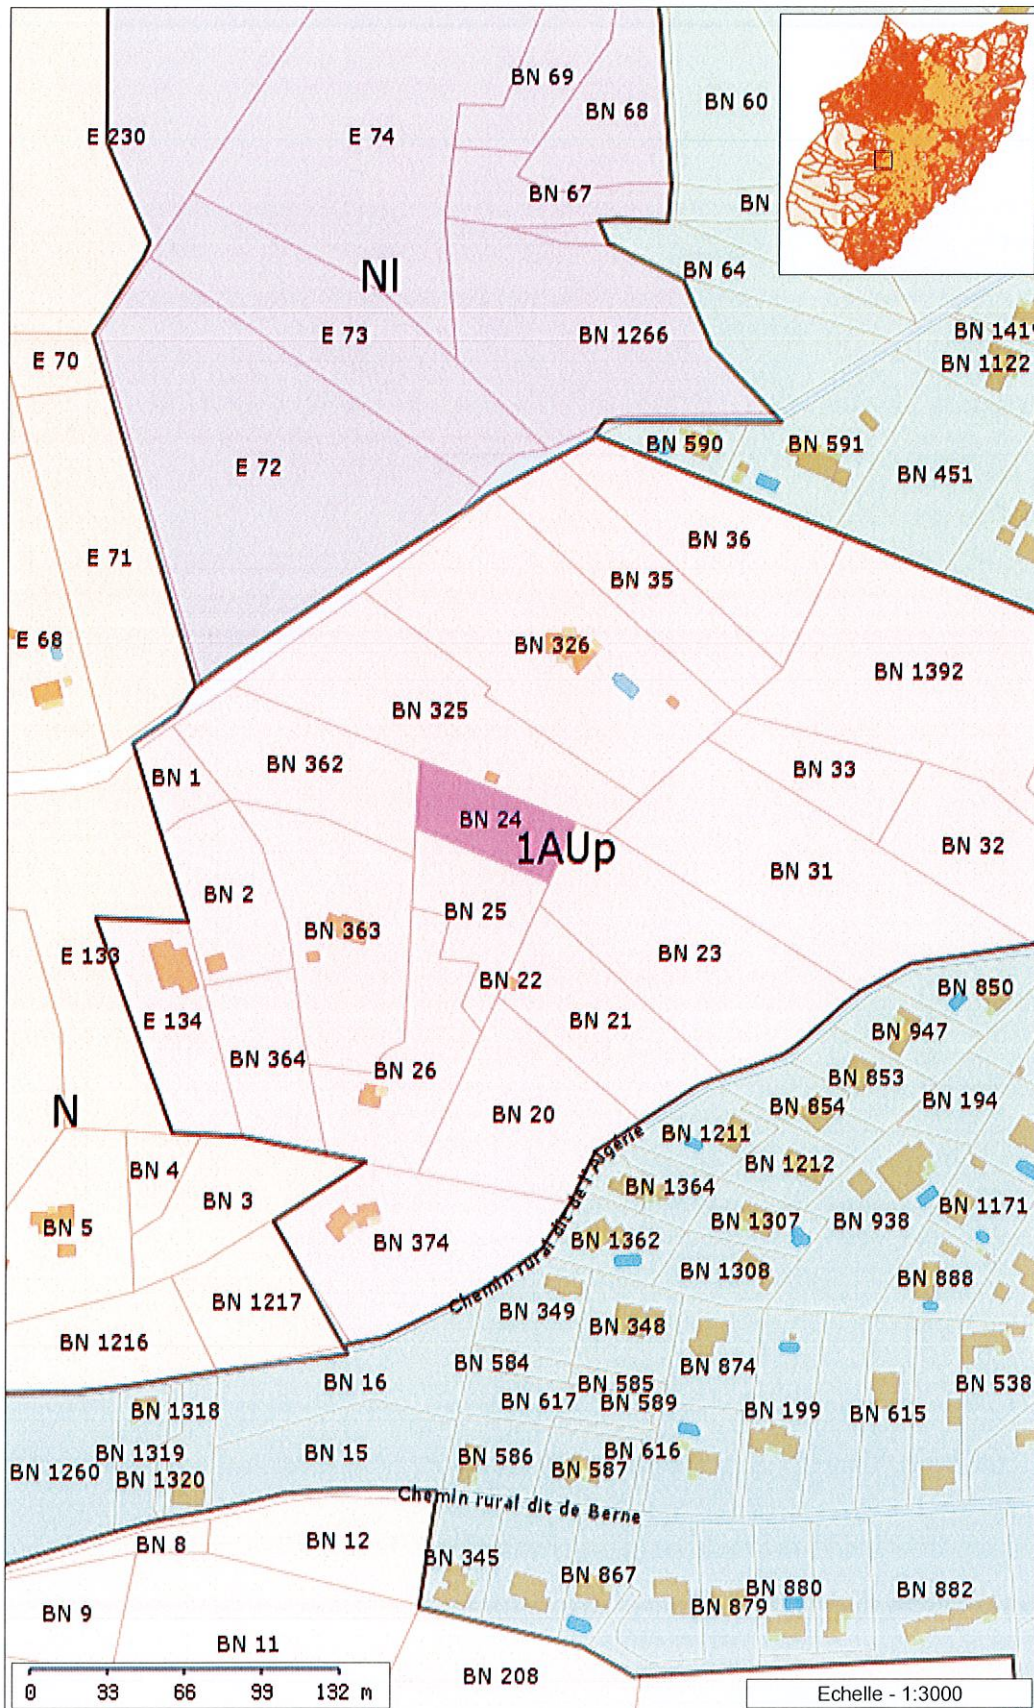 BN 69
E 230
E 74
BN 68
BN 60
BN 67
BN
Nl
BN 64
E 73
BN 1266
E 70
BN 1419
BN 1122
BN 590
BN 591
E 72
BN 451
E 71
BN 36
BN 35
E 68
BN 326
BN 1392
BN 325
BN 1
BN 362
BN 33
BN 24
1AUp
BN 32
BN 31
BN 2
BN 25
BN 363
E 133
BN 23
BN 22
BN 850
E 134
BN 21
BN 947
BN 364
BN 26
BN 853
N
BN 20
BN 854
BN 194
BN 1211
BN 4
BN 1212
BN 3
BN 1364
BN 5
BN 374
BN 1307
BN 938
BN 1171
Chemin rural dit de l'Algérie
BN 1362
BN 1308
BN 888
BN 1217
BN 349
BN 348
BN 1216
BN 584
BN 874
BN 538
BN 16
BN 585
BN 617
BN 589
BN 1318
BN 199
BN 615
BN 1319
BN 15
BN 586
BN 616
BN 1260
BN 1320
BN 587
Chemin rural dit de Berne
BN 8
BN 12
BN 345
BN 867
BN 880
BN 882
BN 9
BN 879
BN 11
BN 208
0 33 66 99 132 m
Echelle - 1:3000